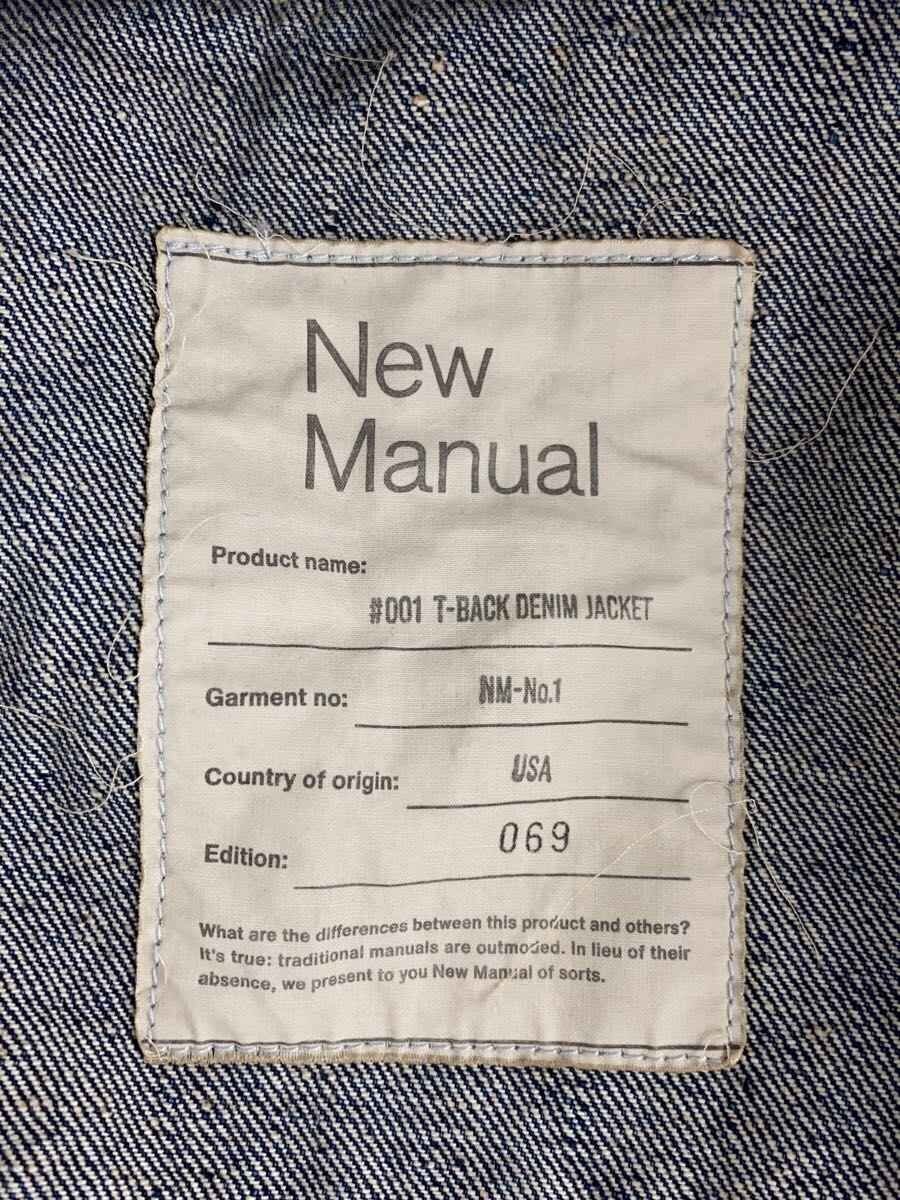 New
Manual
Product name:
#001 T-BACK DENIM JACKET
Garment no: NM-No.1
Country of origin: USA
Edition: 069
What are the differences between this product and others?
It's true: traditional manuals are outmoded. In lieu of their
absence, we present to you New Manual of sorts.